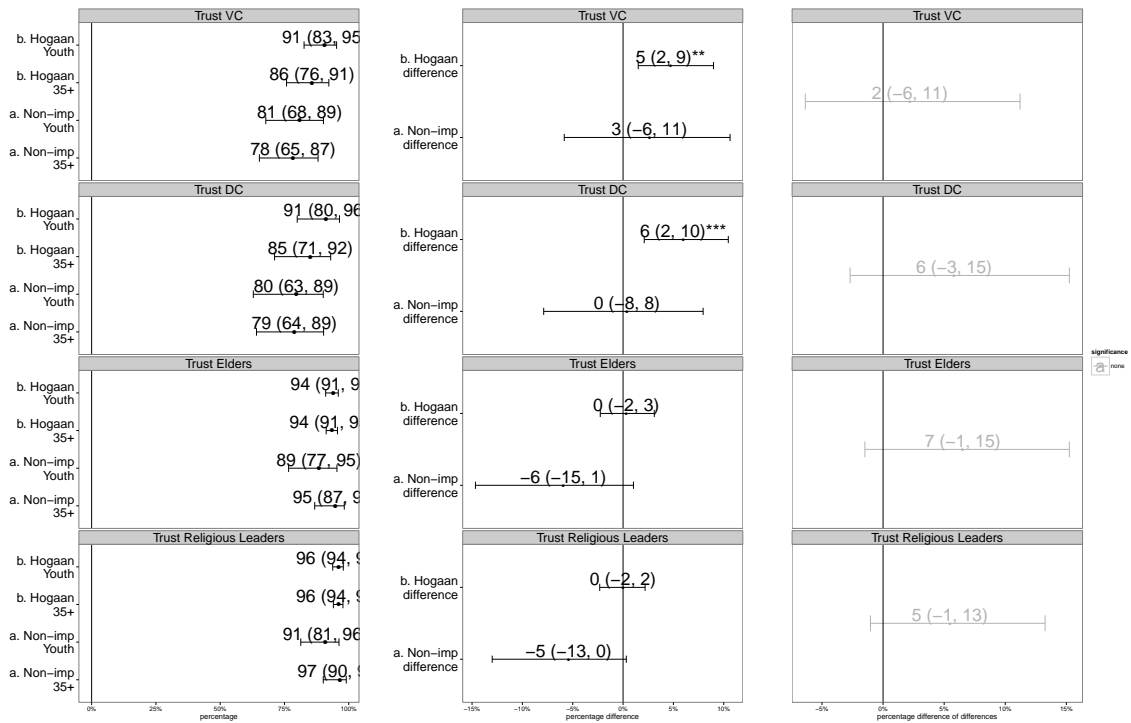 Trust VC
b. Hogaan
Youth
91 (83, 95
b. Hogaan
35+
86 (76, 91)
a. Non−imp
Youth
81 (68, 89)
a. Non−imp
35+
78 (65, 87)
Trust DC
b. Hogaan
Youth
91 (80, 96
b. Hogaan
35+
85 (71, 92)
a. Non−imp
Youth
80 (63, 89)
a. Non−imp
35+
79 (64, 89)
Trust Elders
b. Hogaan
Youth
94 (91, 9
b. Hogaan
35+
94 (91, 9
a. Non−imp
Youth
89 (77, 95)
a. Non−imp
35+
95 (87, 9
Trust Religious Leaders
b. Hogaan
Youth
96 (94, 9
b. Hogaan
35+
96 (94, 9
a. Non−imp
Youth
91 (81, 96
a. Non−imp
35+
97 (90, 9
0% 25% 50% 75% 100%
percentage
Trust VC
b. Hogaan
difference
5 (2, 9)**
a. Non−imp
difference
3 (−6, 11)
Trust DC
b. Hogaan
difference
6 (2, 10)***
a. Non−imp
difference
0 (−8, 8)
Trust Elders
b. Hogaan
difference
0 (−2, 3)
a. Non−imp
difference
−6 (−15, 1)
Trust Religious Leaders
b. Hogaan
difference
0 (−2, 2)
a. Non−imp
difference
−5 (−13, 0)
−15% −10% −5% 0% 5% 10%
percentage difference
Trust VC
2 (−6, 11)
Trust DC
6 (−3, 15)
Trust Elders
7 (−1, 15)
Trust Religious Leaders
5 (−1, 13)
−5% 0% 5% 10% 15%
percentage difference of differences
significance
a none